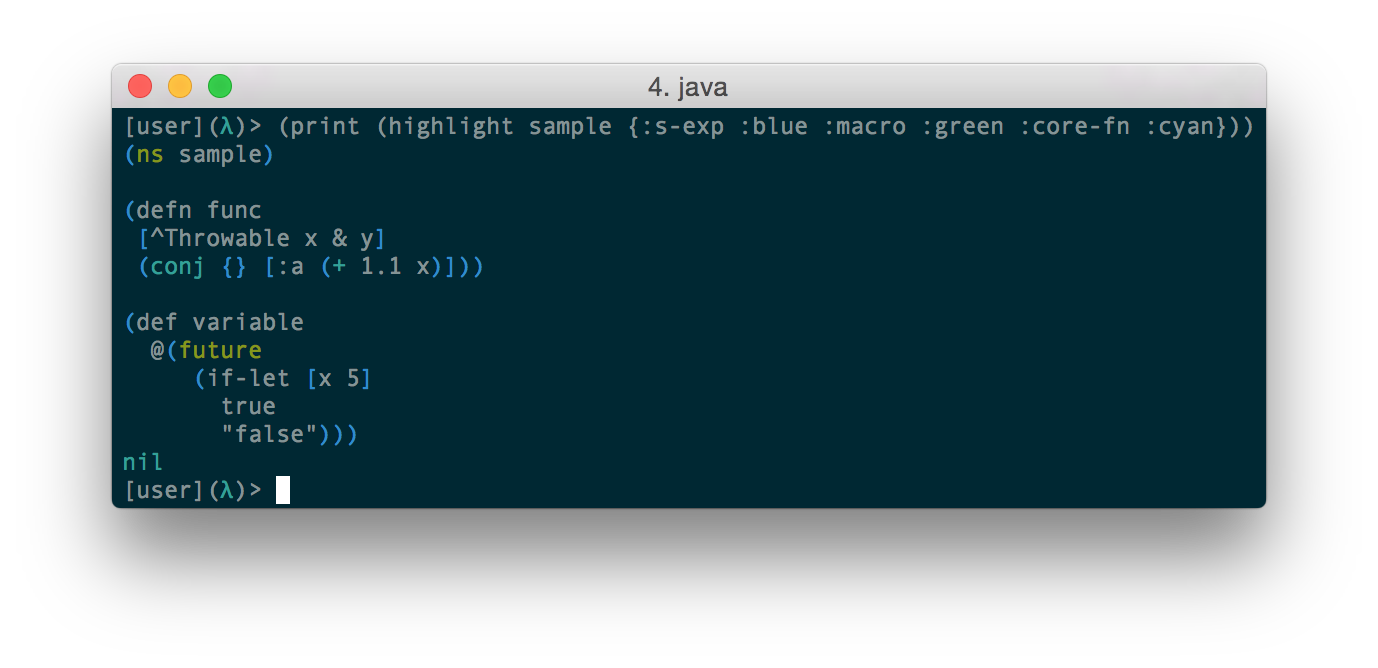 4. java
[user](λ)> (print (highlight sample {:s-exp :blue :macro :green :core-fn :cyan}))
(ns sample)
(defn func
 [^Throwable x & y]
 (conj {} [:a (+ 1.1 x)]))
(def variable
  @(future
     (if-let [x 5]
       true
       "false")))
nil
[user](λ)>